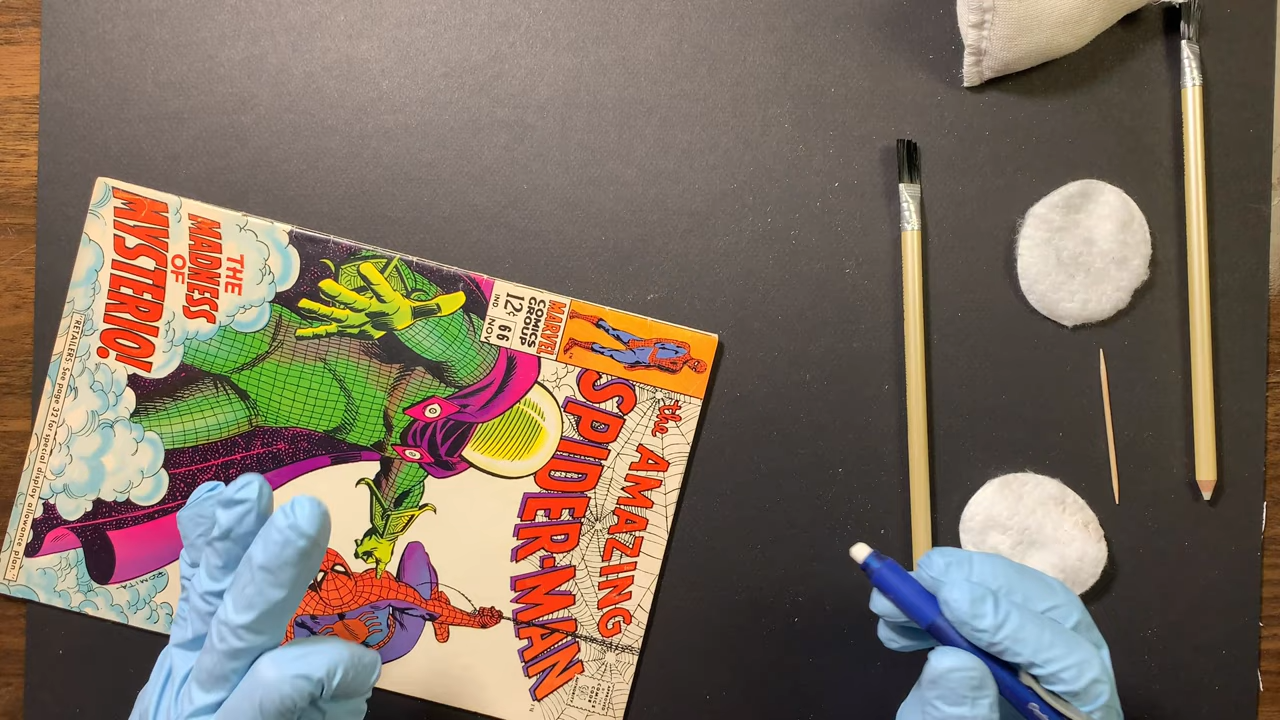 MARVEL
COMICS
GROUP
12¢
66
IND.
NOV
the AMAZING
SPIDER-MAN
THE
MADNESS
OF
MYSTERIO!
"RETAILERS: See page 32 for special display allowance plan."
ROMITA